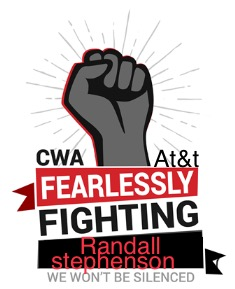 CWA At&t
FEARLESSLY
FIGHTING
Randall
stephenson
WE WON'T BE SILENCED